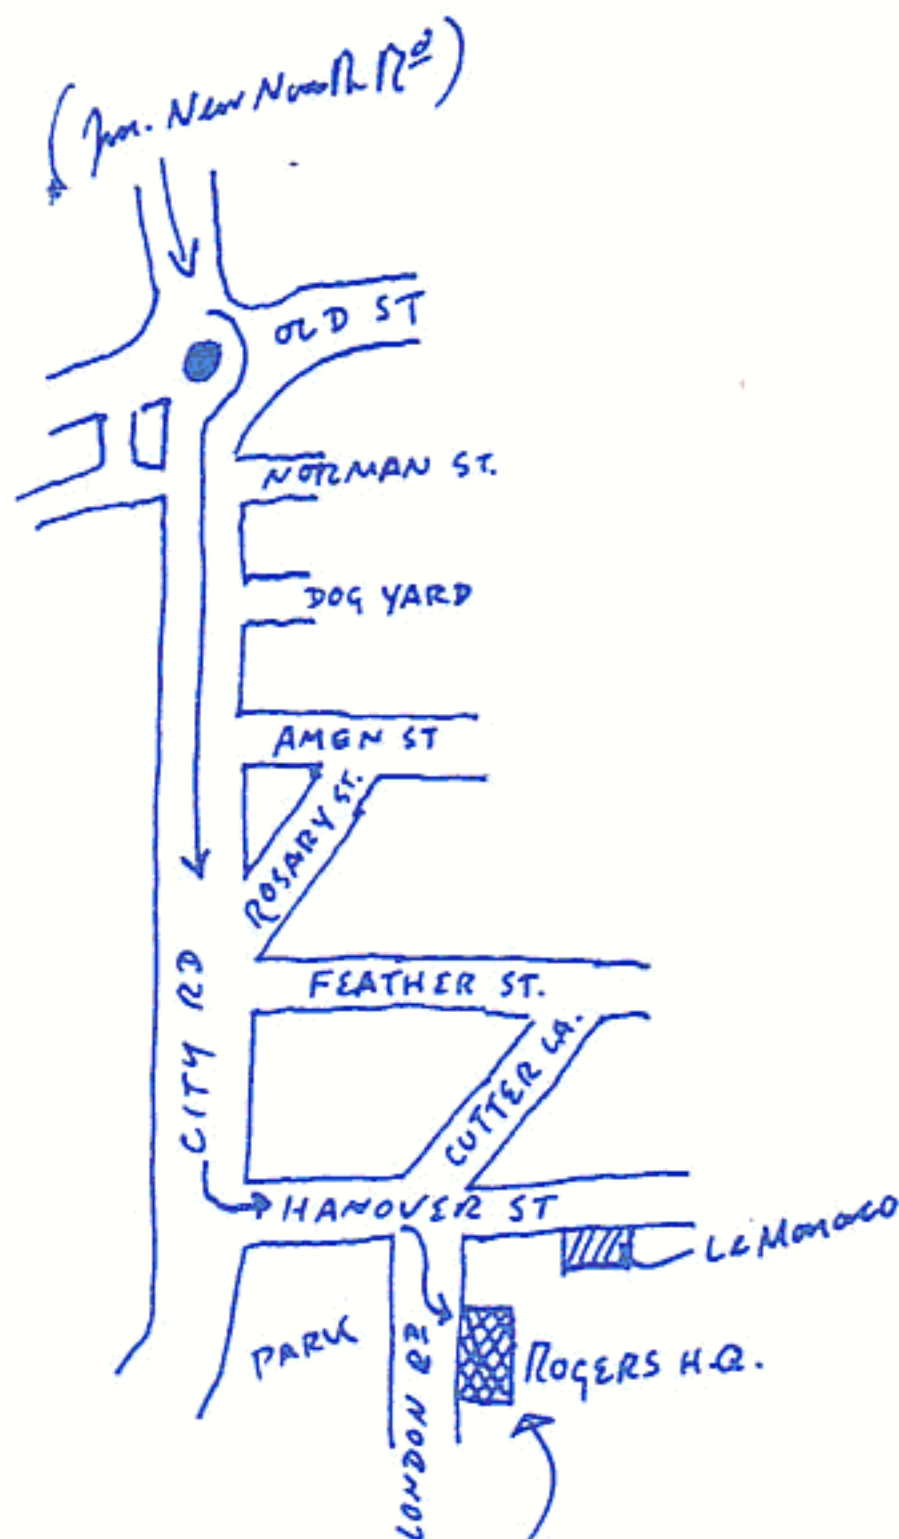 (from New North Rd)
OLD ST
NORMAN ST.
DOG YARD
AMEN ST
ROSARY ST.
FEATHER ST.
CITY RD
CUTTER LA.
HANOVER ST
Le Monaco
PARK
LONDON RD
ROGERS H.Q.